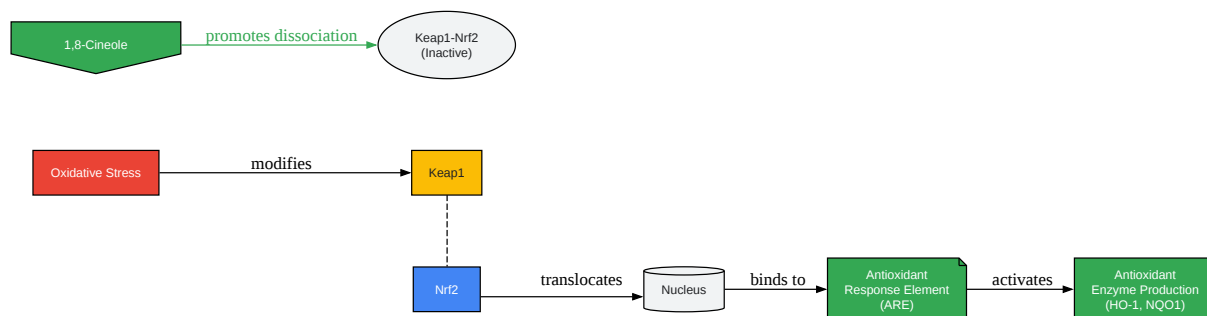 1,8-Cineole
promotes dissociation
Keap1-Nrf2
(Inactive)
Oxidative Stress
modifies
Keap1
Nrf2
translocates
Nucleus
binds to
Antioxidant
Response Element
(ARE)
activates
Antioxidant
Enzyme Production
(HO-1, NQO1)